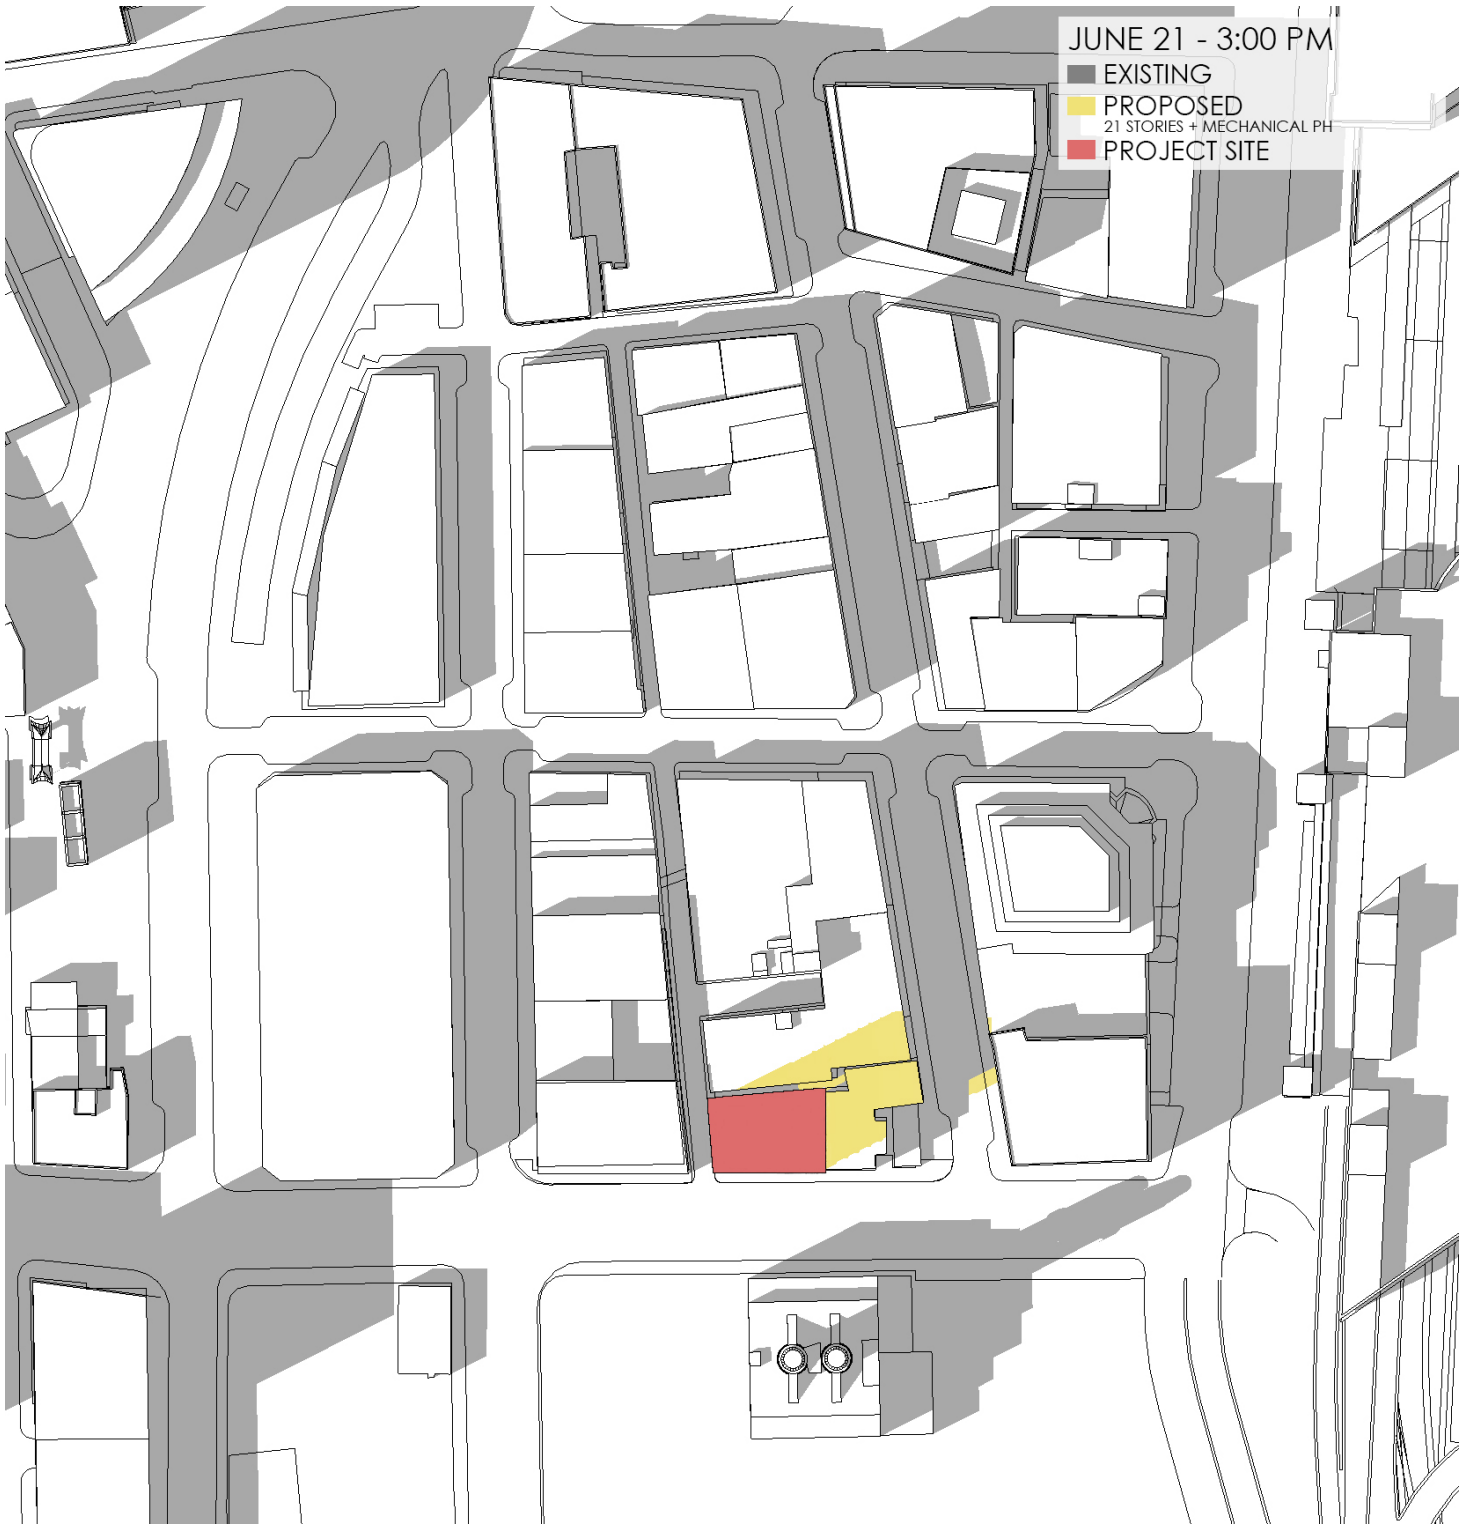 JUNE 21 - 3:00 PM
EXISTING
PROPOSED
21 STORIES + MECHANICAL PH
PROJECT SITE